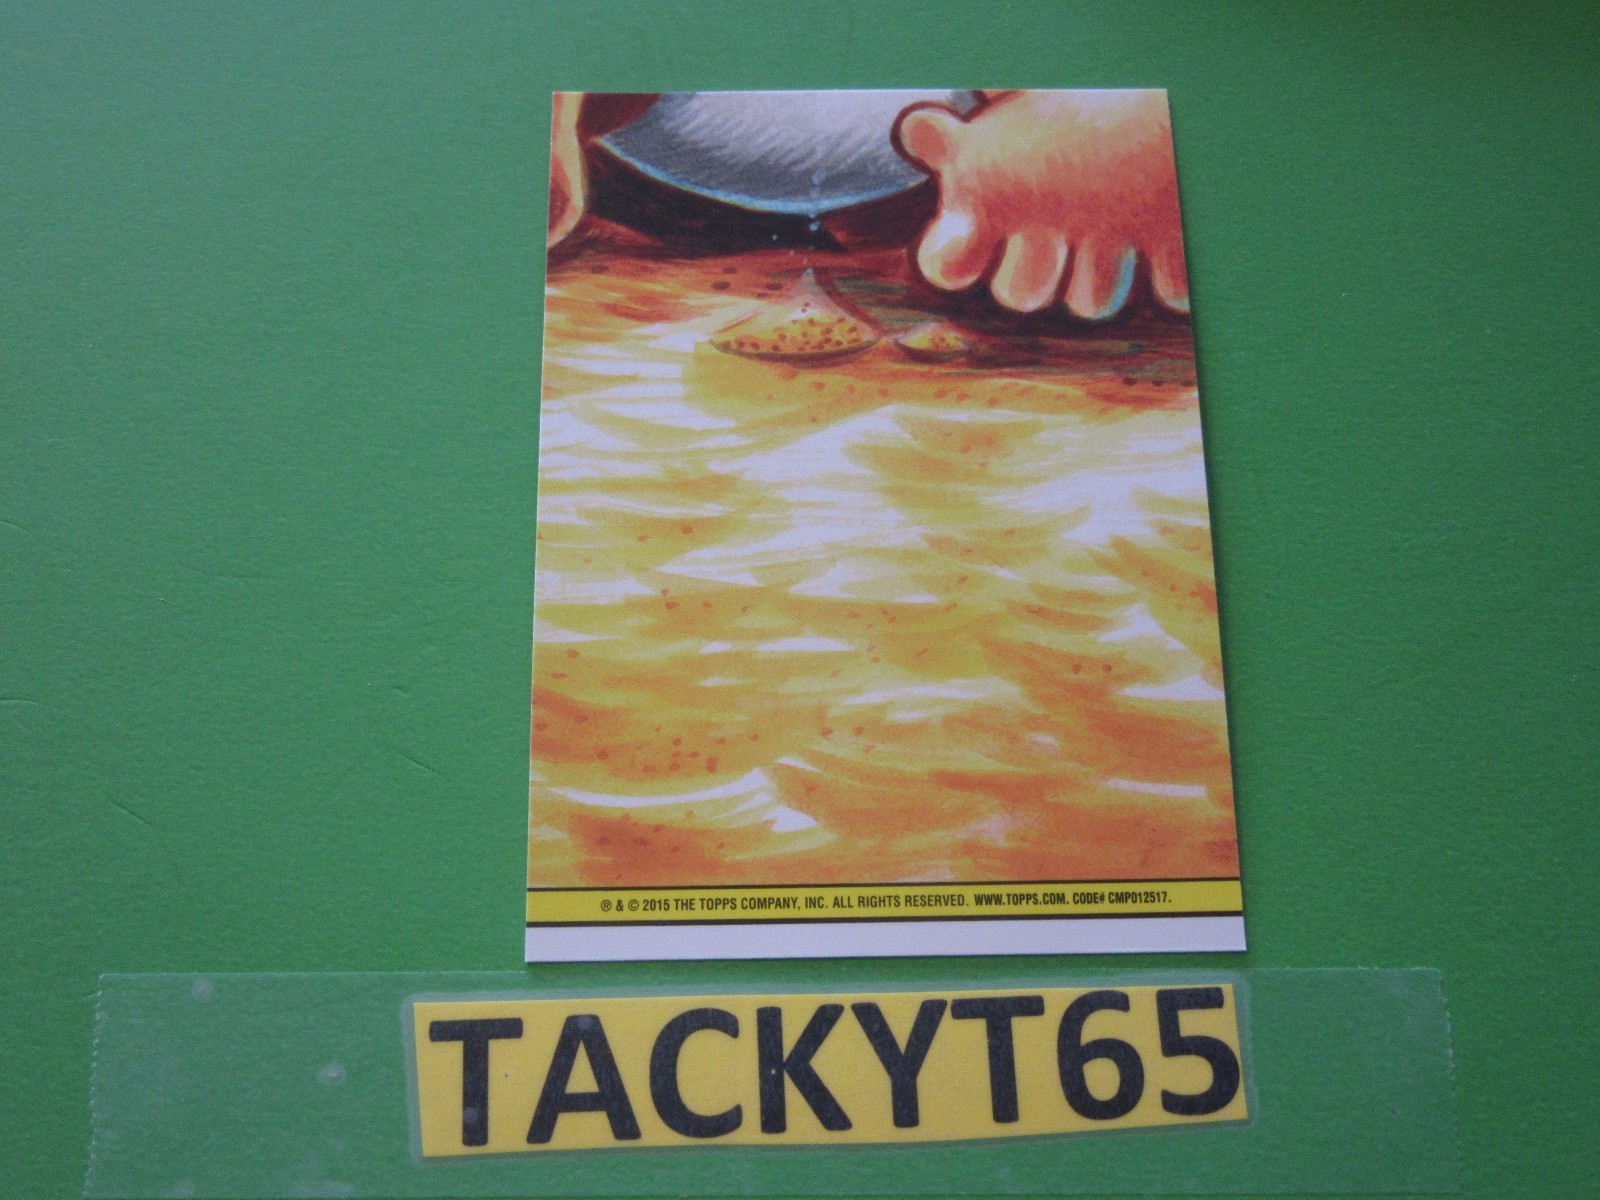 ® & © 2015 THE TOPPS COMPANY, INC. ALL RIGHTS RESERVED. WWW.TOPPS.COM. CODE# CMP012517.
TACKYT65